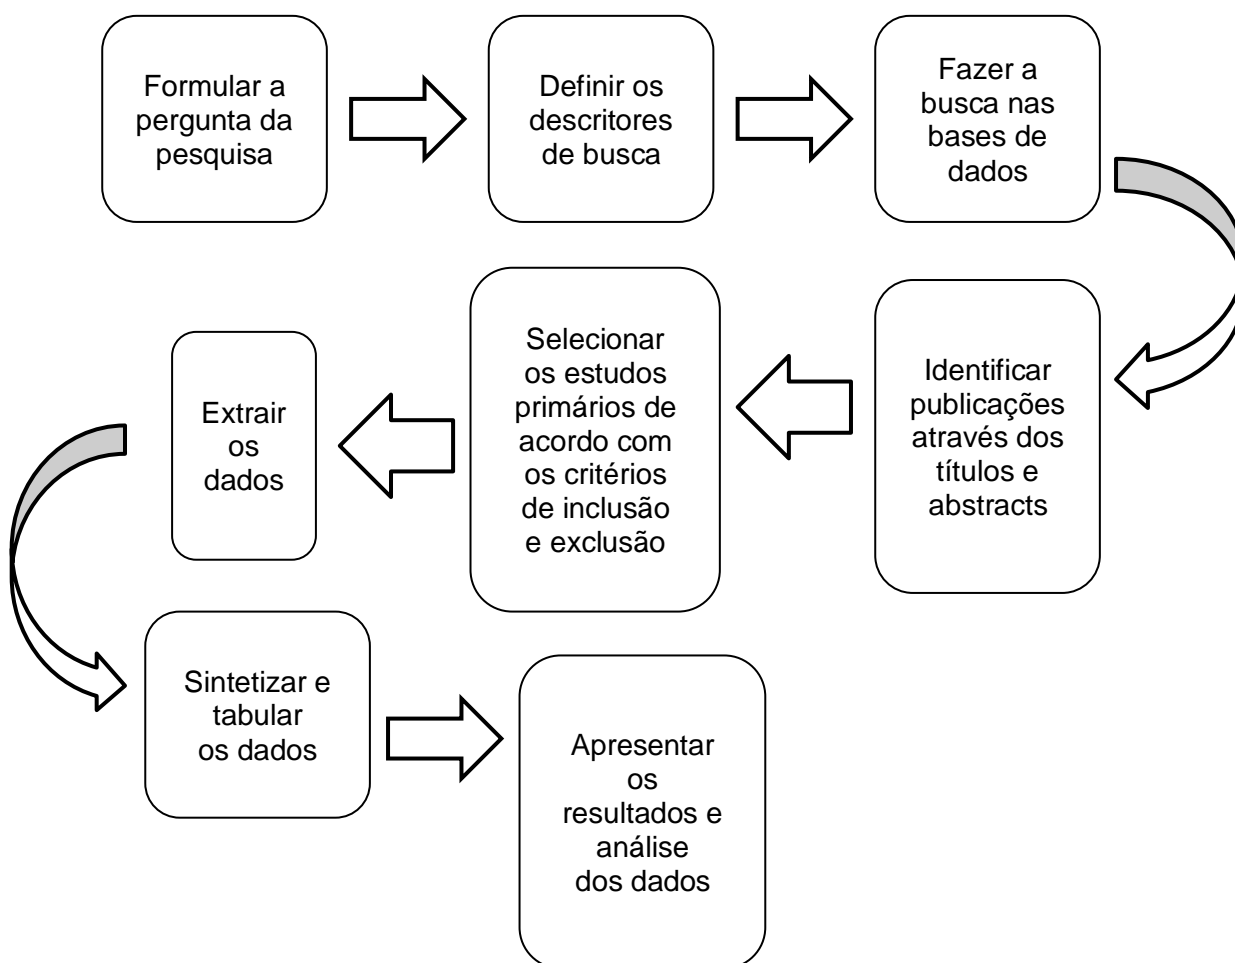 Formular a
pergunta da
pesquisa
Definir os
descritores
de busca
Fazer a
busca nas
bases de
dados
Identificar
publicações
através dos
títulos e
abstracts
Selecionar
os estudos
primários de
acordo com
os critérios
de inclusão
e exclusão
Extrair
os
dados
Sintetizar e
tabular
os dados
Apresentar
os
resultados e
análise
dos dados